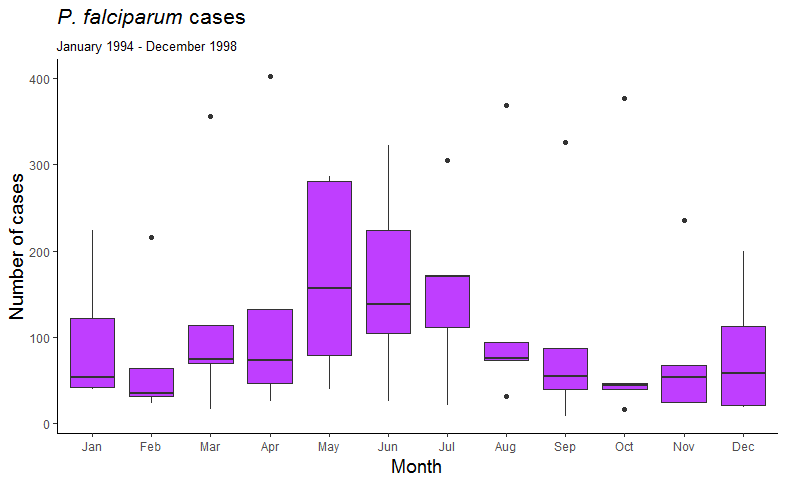 P. falciparum cases
January 1994 - December 1998
Number of cases
400
300
200
100
0
Jan Feb Mar Apr May Jun Jul Aug Sep Oct Nov Dec
Month